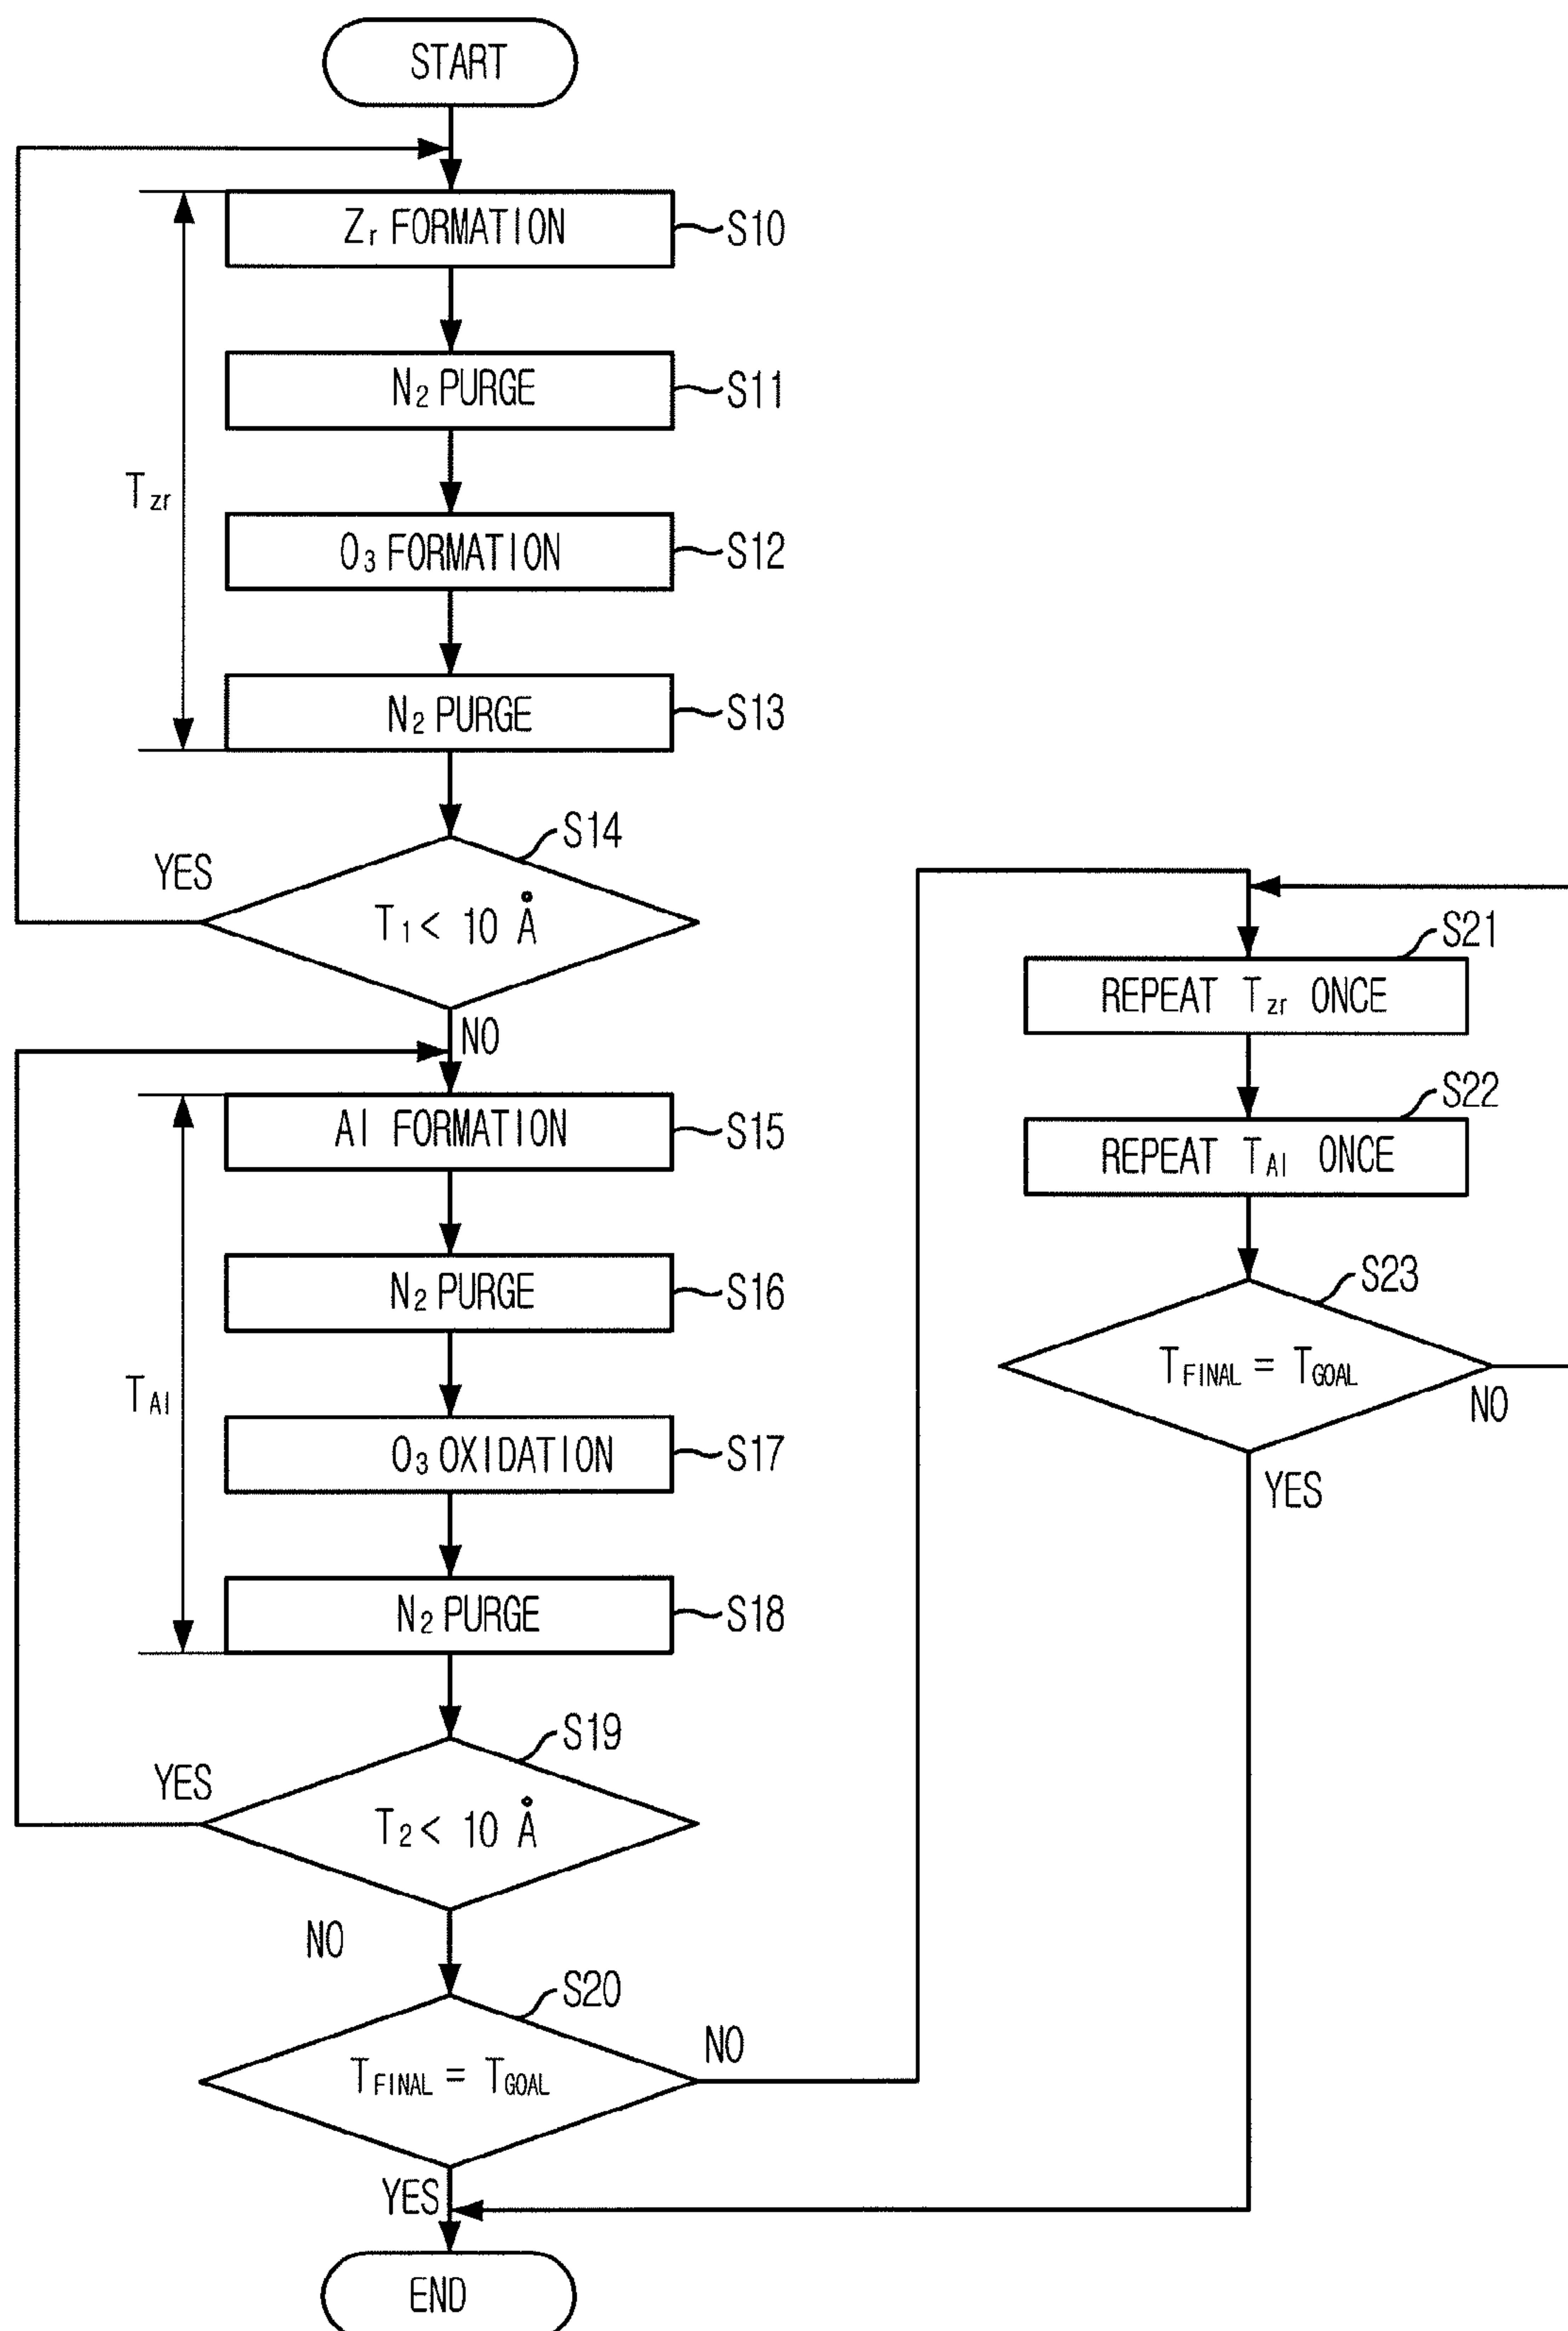 START
Zr FORMATION
S10
N2 PURGE
S11
Tzr
O3 FORMATION
S12
N2 PURGE
S13
S14
YES
T1 < 10 Å
NO
Al FORMATION
S15
N2 PURGE
S16
TAl
O3 OXIDATION
S17
N2 PURGE
S18
S19
YES
T2 < 10 Å
NO
S20
TFINAL = TGOAL
NO
YES
END
S21
REPEAT Tzr ONCE
S22
REPEAT TAl ONCE
S23
TFINAL = TGOAL
NO
YES